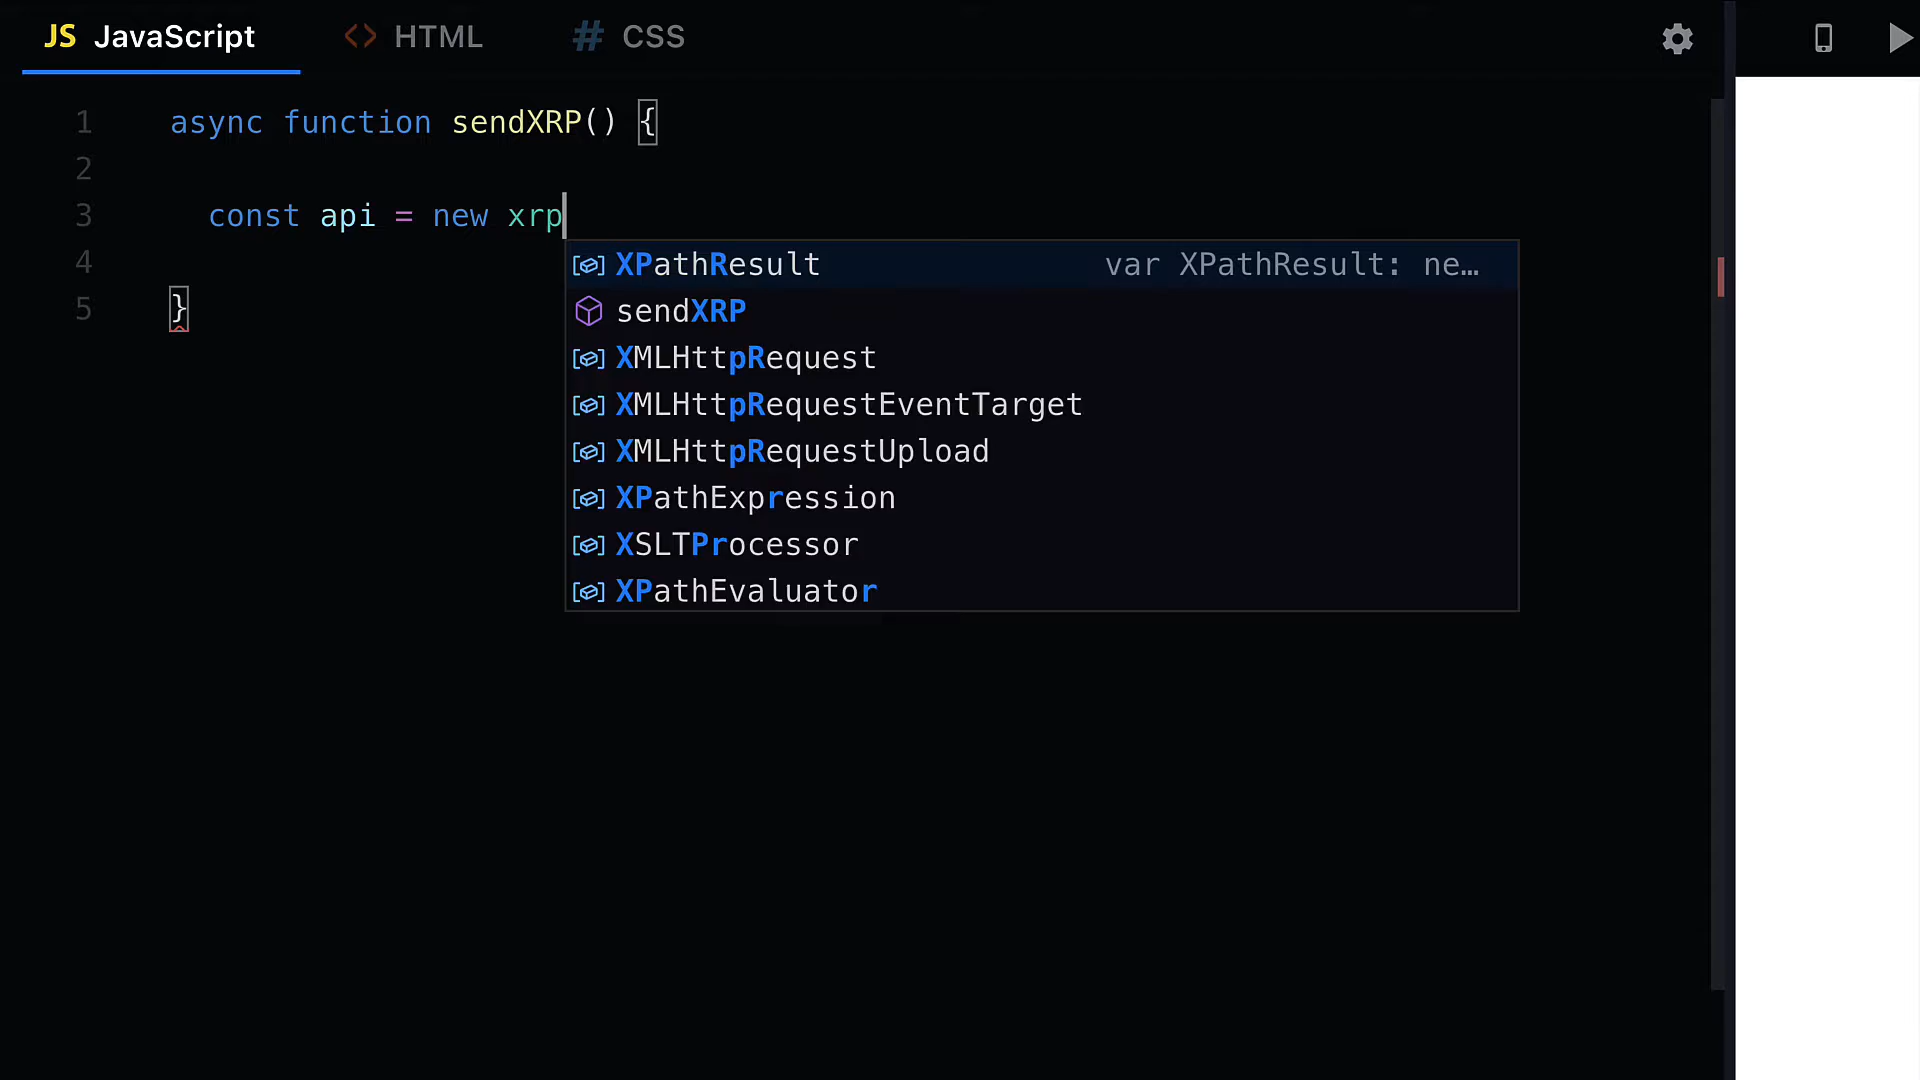 JS JavaScript <> HTML # CSS
1 async function sendXRP() {
2
3 const api = new xrp
4
5 }
XPathResult var XPathResult: ne…
sendXRP
XMLHttpRequest
XMLHttpRequestEventTarget
XMLHttpRequestUpload
XPathExpression
XSLTProcessor
XPathEvaluator